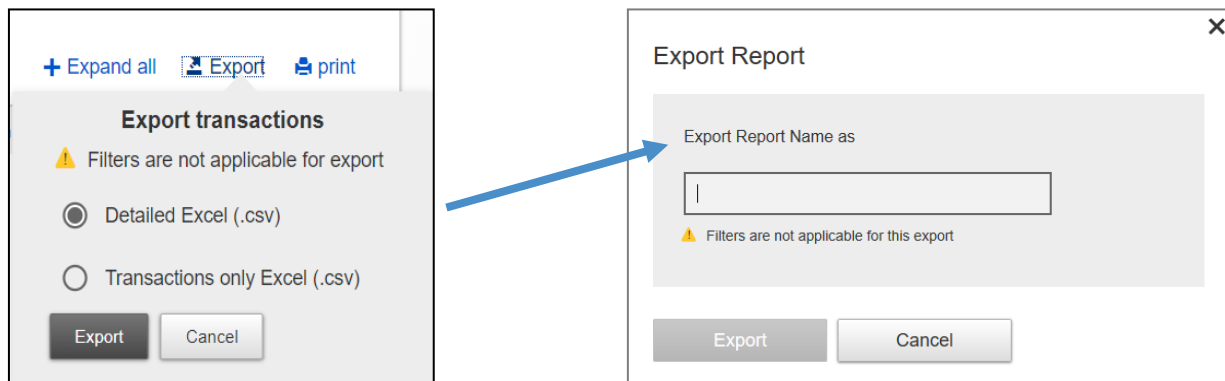 Expand all Export print
Export transactions
Filters are not applicable for export
Detailed Excel (.csv)
Transactions only Excel (.csv)
Export Cancel
Export Report
Export Report Name as
Filters are not applicable for this export
Export Cancel